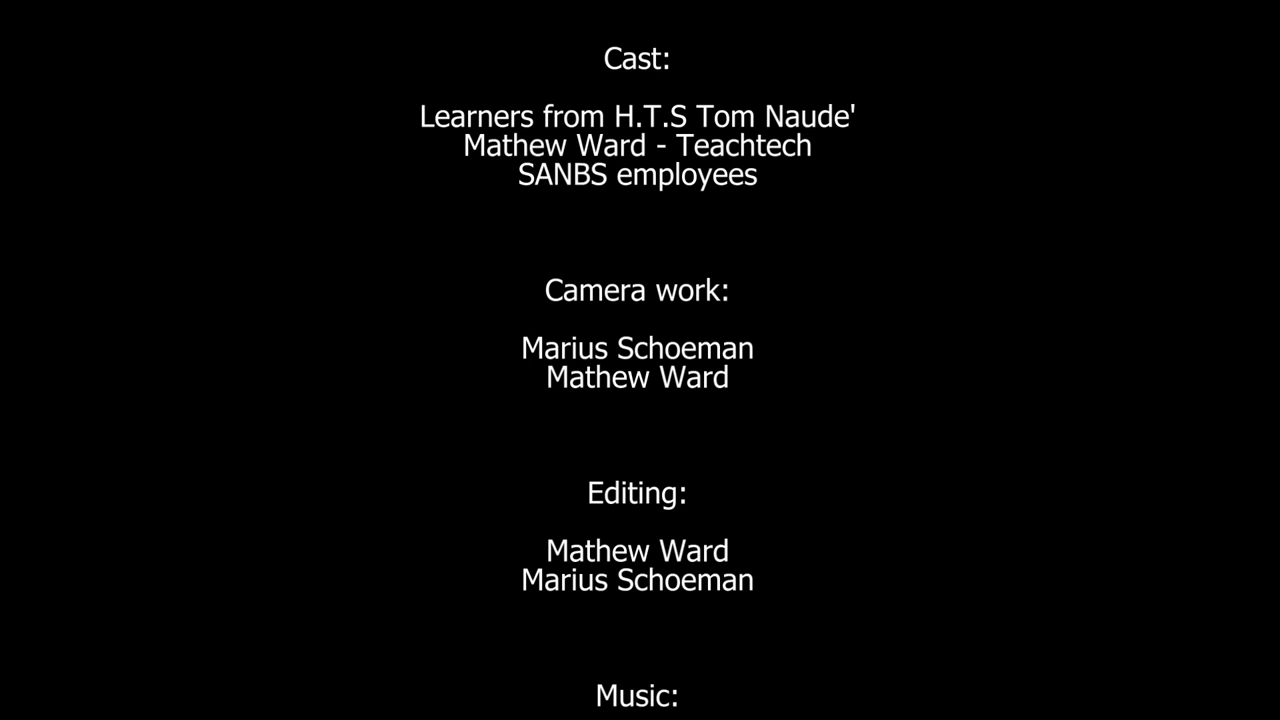 Cast:
Learners from H.T.S Tom Naude'
Mathew Ward - Teachtech
SANBS employees
Camera work:
Marius Schoeman
Mathew Ward
Editing:
Mathew Ward
Marius Schoeman
Music: